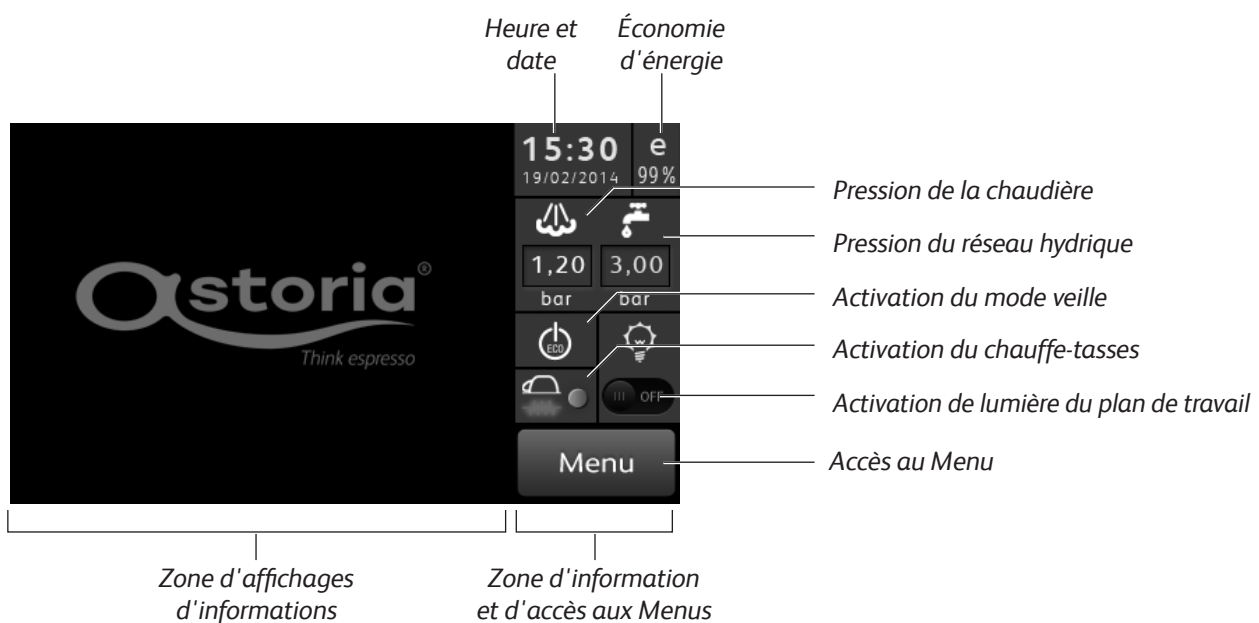 Heure et
date
Économie
d'énergie
15:30
19/02/2014
e
99%
Pression de la chaudière
Pression du réseau hydrique
1,20
3,00
bar
bar
Activation du mode veille
ECO
Activation du chauffe-tasses
OFF
Activation de lumière du plan de travail
astoria®
Think espresso
Menu
Accès au Menu
Zone d'affichages
d'informations
Zone d'information
et d'accès aux Menus